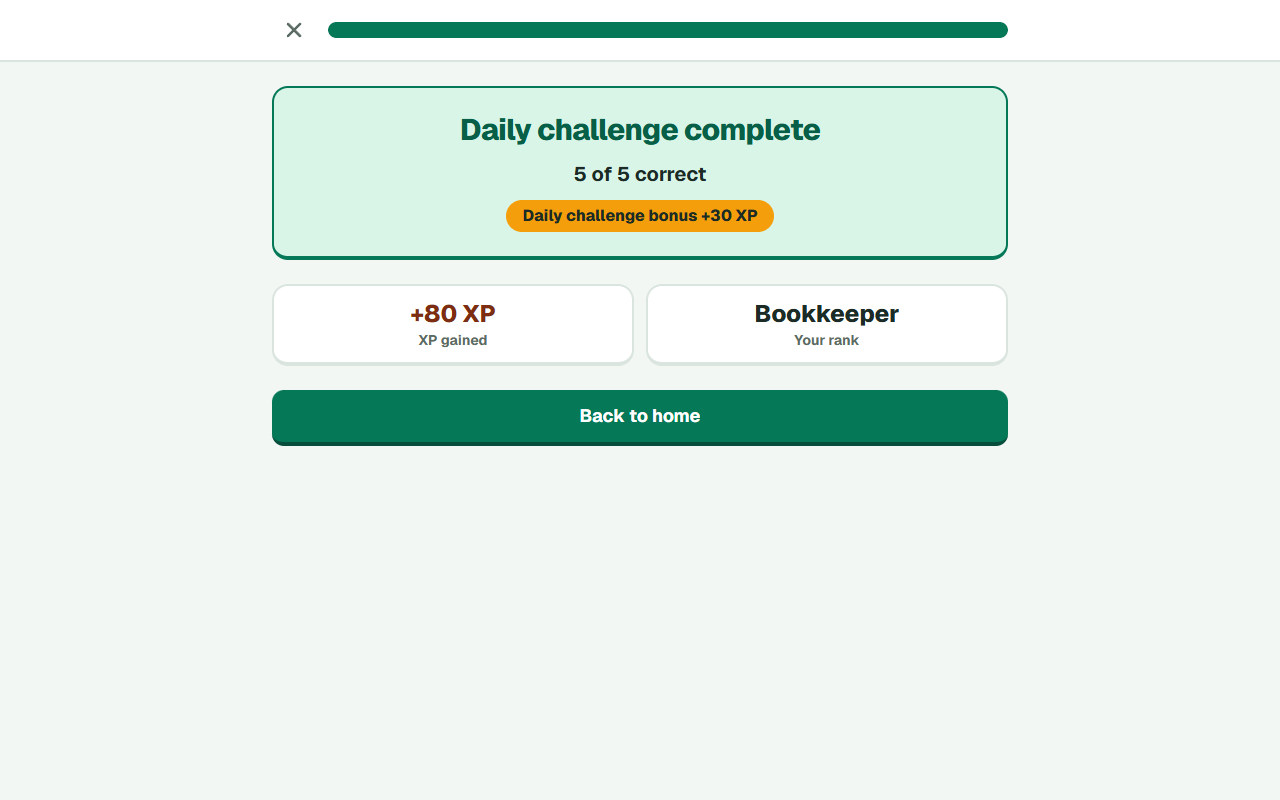 Daily challenge complete
5 of 5 correct
Daily challenge bonus +30 XP
+80 XP
XP gained
Bookkeeper
Your rank
Back to home